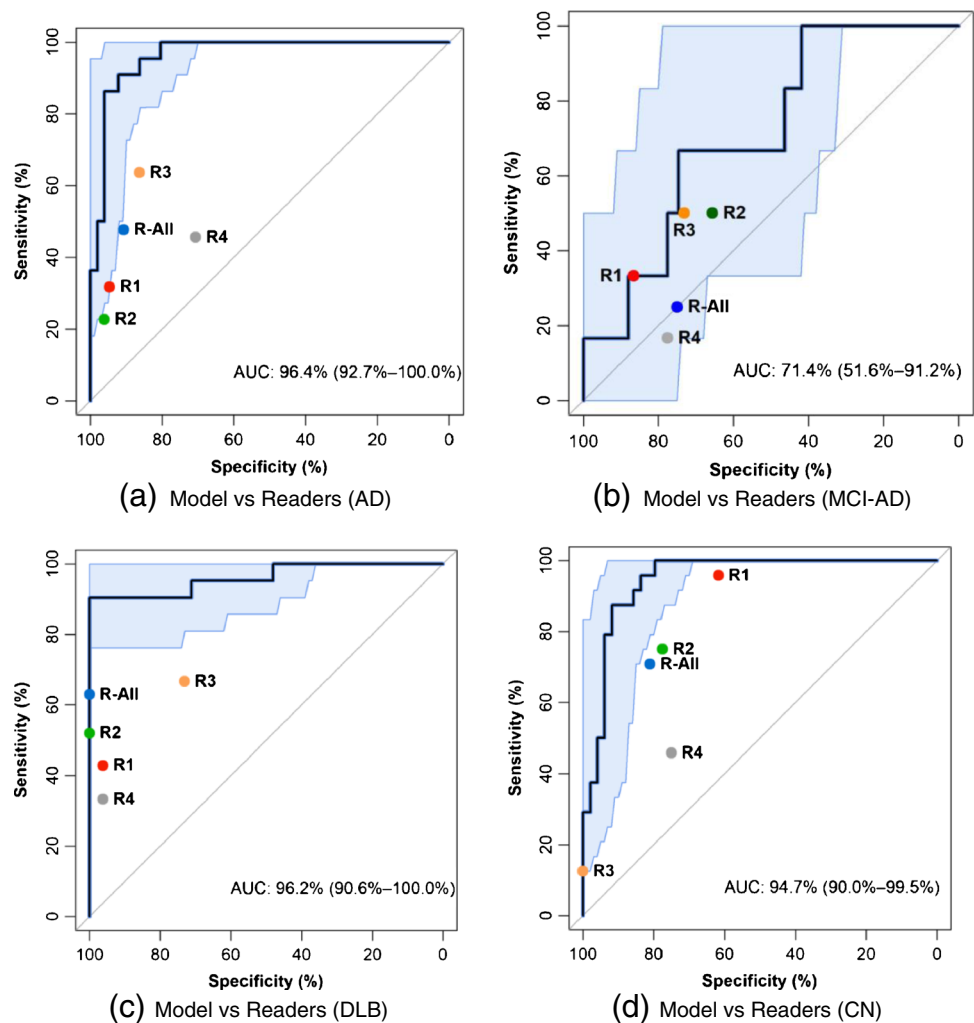 100
80
60
40
20
0
Sensitivity (%)
R3
R-All
R4
R1
R2
AUC: 96.4% (92.7%–100.0%)
100 80 60 40 20 0
Specificity (%)
(a) Model vs Readers (AD)
100
80
60
40
20
0
Sensitivity (%)
R2
R3
R1
R-All
R4
AUC: 71.4% (51.6%–91.2%)
100 80 60 40 20 0
Specificity (%)
(b) Model vs Readers (MCI-AD)
100
80
60
40
20
0
Sensitivity (%)
R-All
R3
R2
R1
R4
AUC: 96.2% (90.6%–100.0%)
100 80 60 40 20 0
Specificity (%)
(c) Model vs Readers (DLB)
100
80
60
40
20
0
Sensitivity (%)
R1
R2
R-All
R4
R3
AUC: 94.7% (90.0%–99.5%)
100 80 60 40 20 0
Specificity (%)
(d) Model vs Readers (CN)